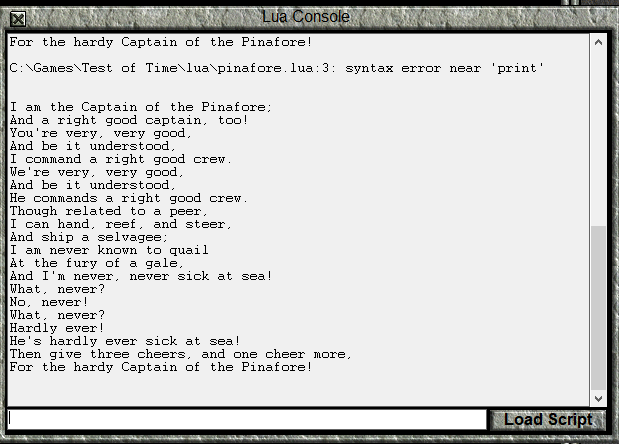 Lua Console
For the hardy Captain of the Pinafore!
C:\Games\Test of Time\lua\pinafore.lua:3: syntax error near 'print'
I am the Captain of the Pinafore;
And a right good captain, too!
You're very, very good,
And be it understood,
I command a right good crew.
We're very, very good,
And be it understood,
He commands a right good crew.
Though related to a peer,
I can hand, reef, and steer,
And ship a selvagee;
I am never known to quail
At the fury of a gale,
And I'm never, never sick at sea!
What, never?
No, never!
What, never?
Hardly ever!
He's hardly ever sick at sea!
Then give three cheers, and one cheer more,
For the hardy Captain of the Pinafore!
Load Script